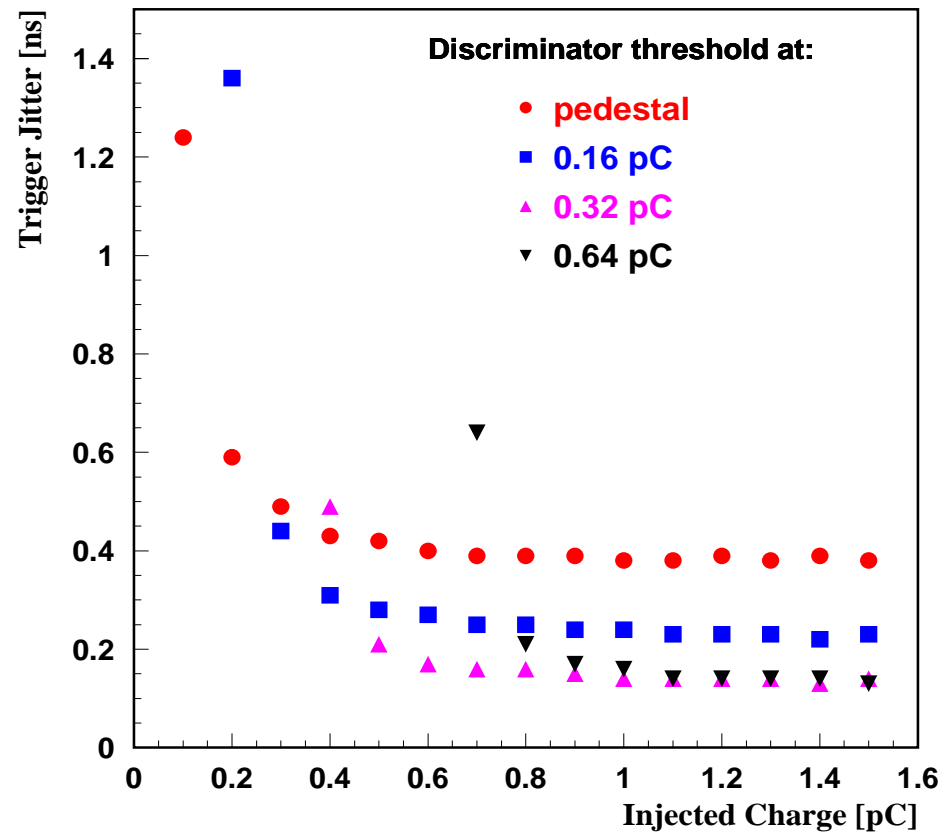 Trigger Jitter [ns]
1.4
1.2
1
0.8
0.6
0.4
0.2
0
Discriminator threshold at:
pedestal
0.16 pC
0.32 pC
0.64 pC
0 0.2 0.4 0.6 0.8 1 1.2 1.4 1.6
Injected Charge [pC]